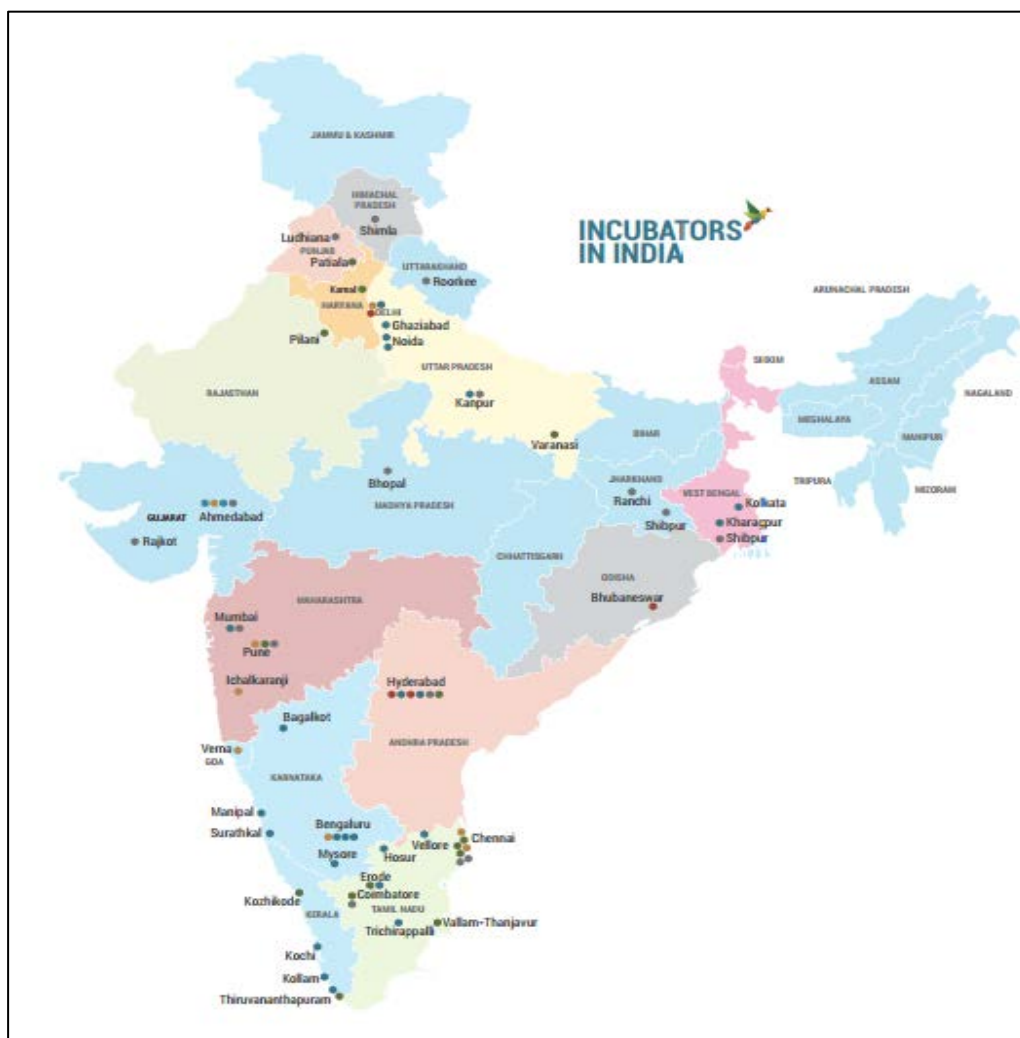 JAMMU & KASHMIR
HIMACHAL
PRADESH
Shimla
INCUBATORS
IN INDIA
Ludhiana
PUNJAB
Patiala
UTTARAKHAND
Roorkee
Karnal
HARYANA
DELHI
ARUNACHAL PRADESH
Ghaziabad
Pilani
Noida
UTTAR PRADESH
SIKKIM
ASSAM
NAGALAND
RAJASTHAN
Kanpur
MEGHALAYA
Varanasi
BIHAR
MANIPUR
Bhopal
JHARKHAND
TRIPURA
MIZORAM
Ranchi
WEST BENGAL
MADHYA PRADESH
Kolkata
GUJARAT
Ahmedabad
Shibpur
Kharagpur
Rajkot
Shibpur
CHHATTISGARH
ODISHA
MAHARASHTRA
Bhubaneswar
Mumbai
Pune
Ichalkaranji
Hyderabad
Bagalkot
ANDHRA PRADESH
Verna
GOA
KARNATAKA
Manipal
Bengaluru
Surathkal
Vellore
Chennai
Mysore
Hosur
Erode
Coimbatore
Kozhikode
KERALA
TAMIL NADU
Vallam-Thanjavur
Trichirappalli
Kochi
Kollam
Thiruvananthapuram